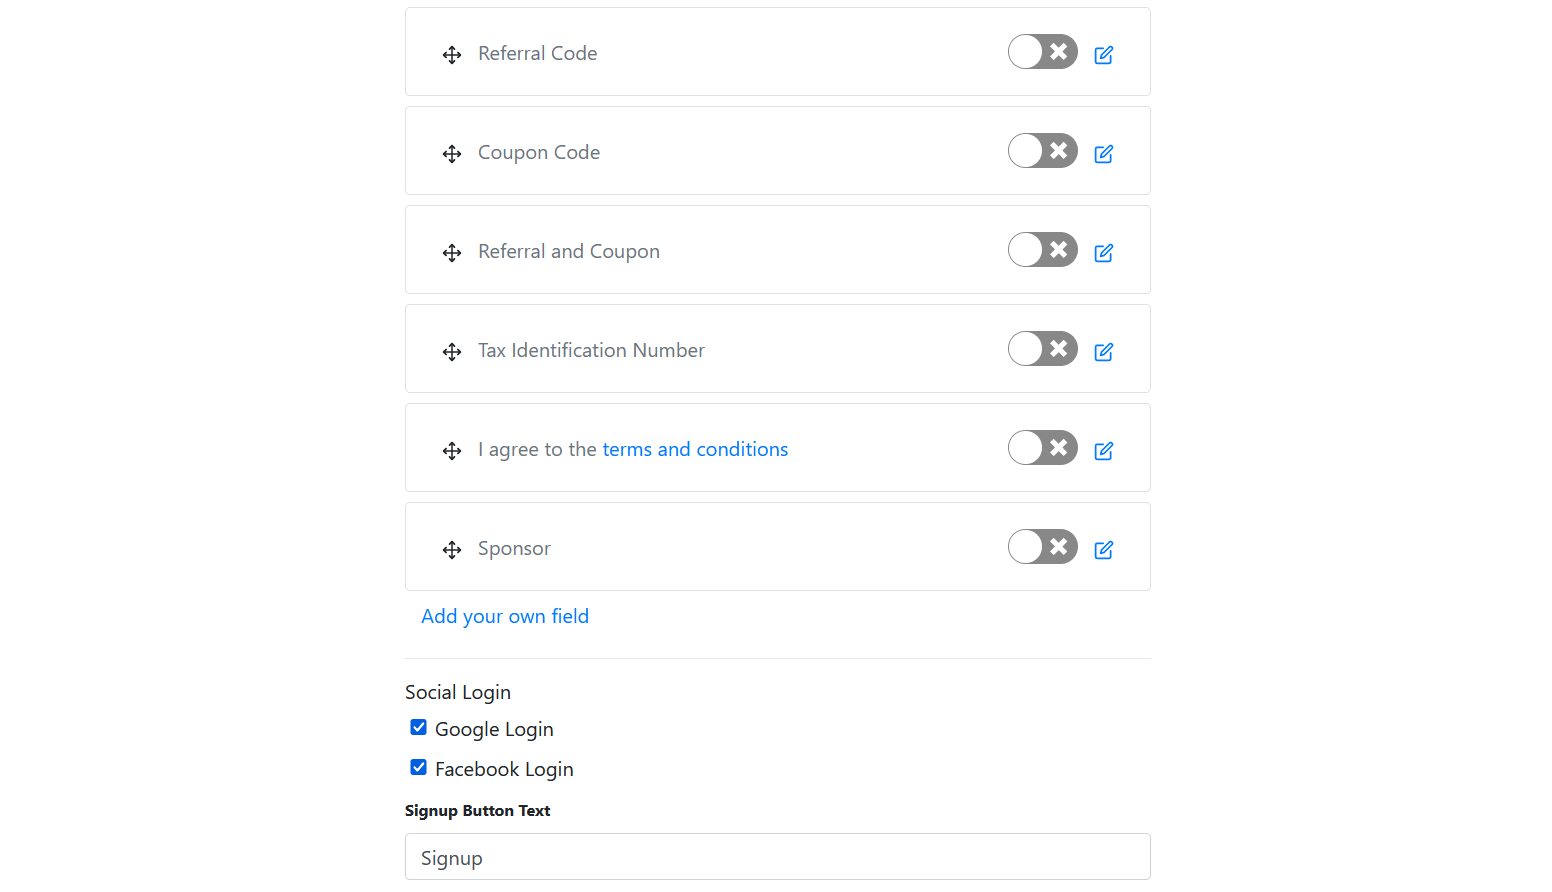 Referral Code
Coupon Code
Referral and Coupon
Tax Identification Number
I agree to the terms and conditions
Sponsor
Add your own field
Social Login
Google Login
Facebook Login
Signup Button Text
Signup